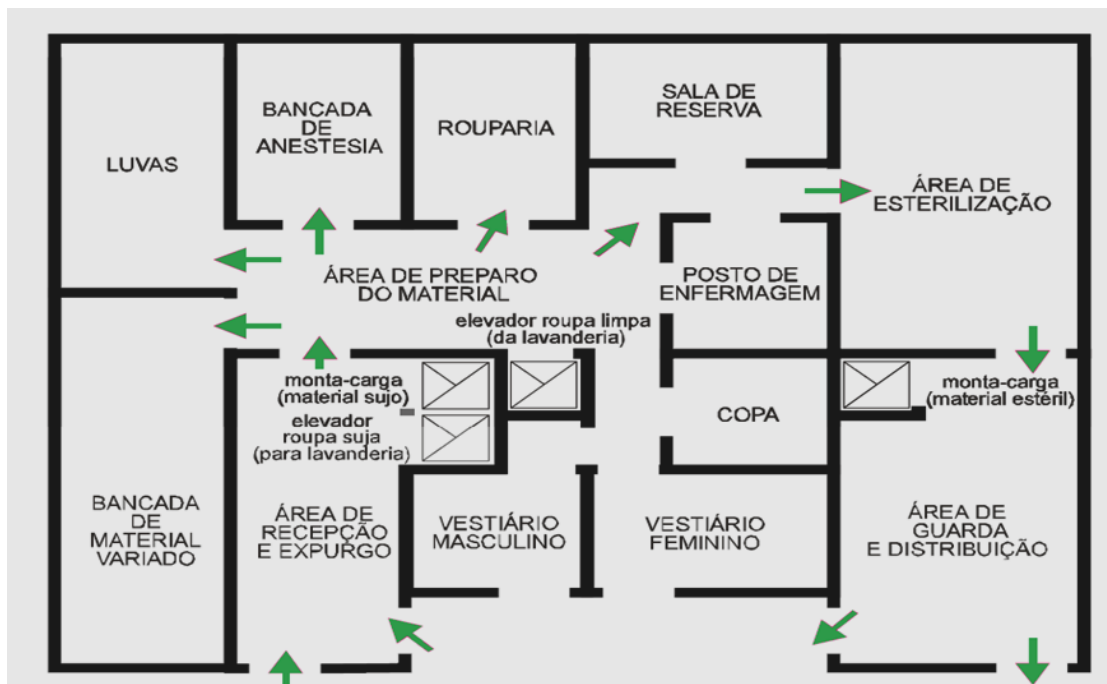 LUVAS
BANCADA
DE
ANESTESIA
ROUPARIA
SALA DE
RESERVA
ÁREA DE
ESTERILIZAÇÃO
ÁREA DE PREPARO
DO MATERIAL
POSTO DE
ENFERMAGEM
elevador roupa limpa
(da lavanderia)
monta-carga
(material sujo)
elevador
roupa suja
(para lavanderia)
COPA
monta-carga
(material estéril)
BANCADA
DE
MATERIAL
VARIADO
ÁREA DE
RECEPÇÃO
E EXPURGO
VESTIÁRIO
MASCULINO
VESTIÁRIO
FEMININO
ÁREA DE
GUARDA
E DISTRIBUIÇÃO